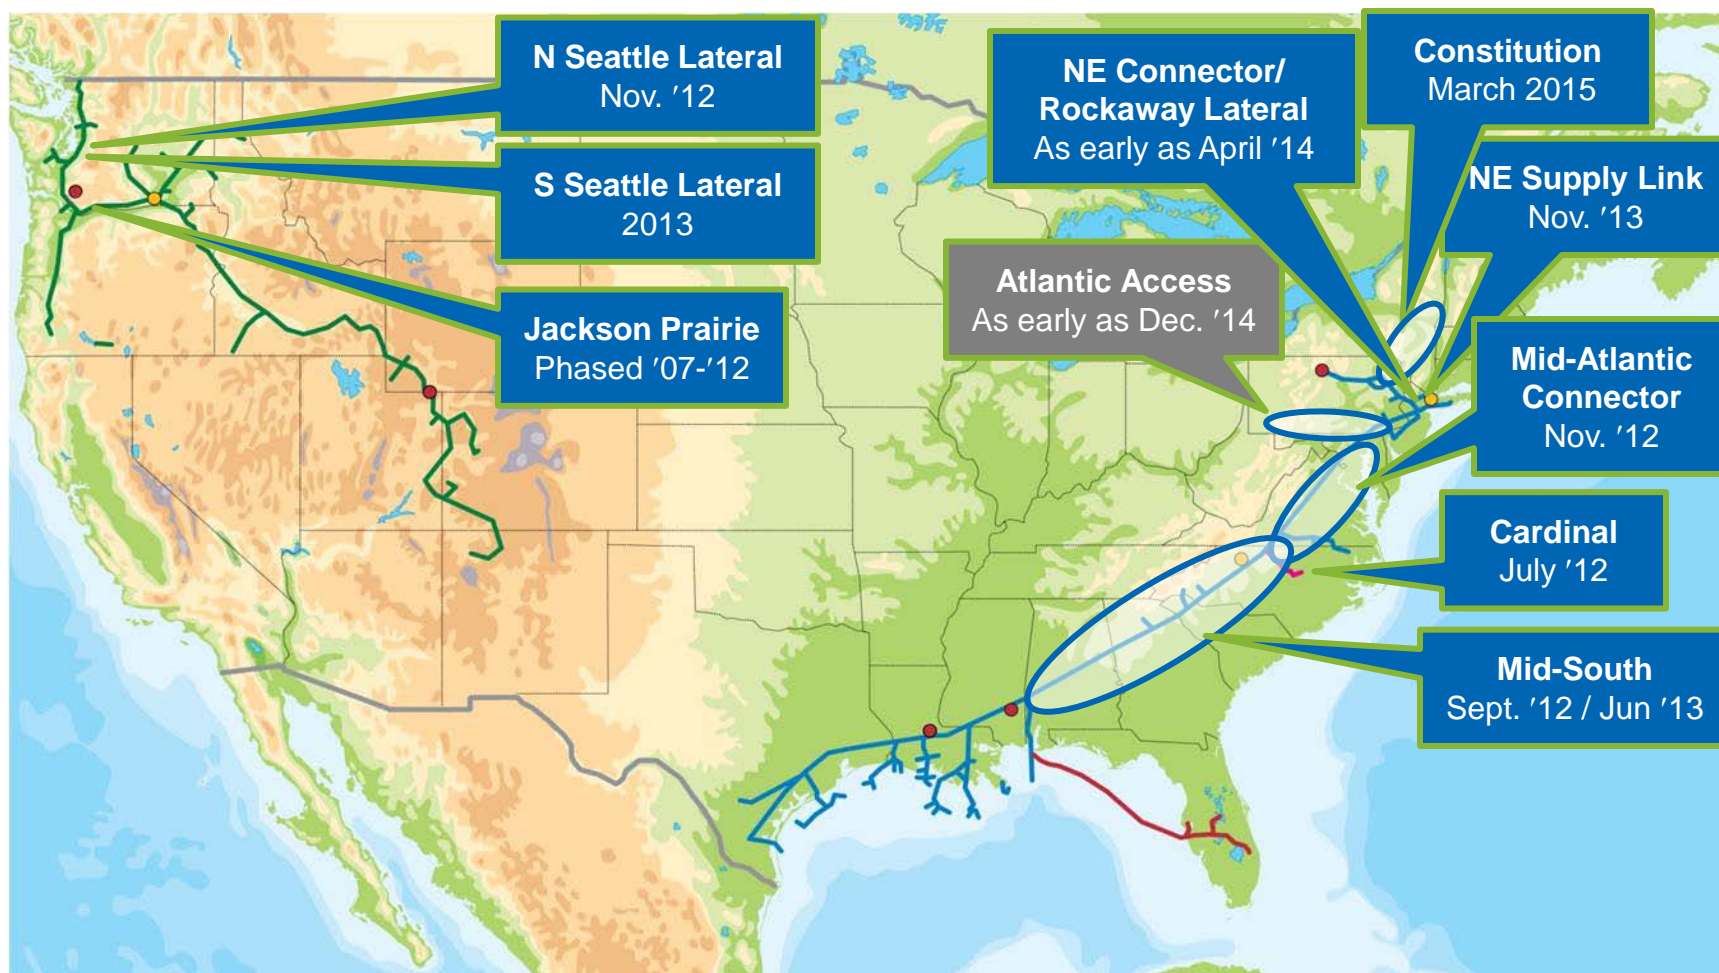 N Seattle Lateral
Nov. ′12
S Seattle Lateral
2013
Jackson Prairie
Phased ′07-′12
NE Connector/
Rockaway Lateral
As early as April ′14
Constitution
March 2015
NE Supply Link
Nov. ′13
Atlantic Access
As early as Dec. ′14
Mid-Atlantic
Connector
Nov. ′12
Cardinal
July ′12
Mid-South
Sept. ′12 / Jun ′13